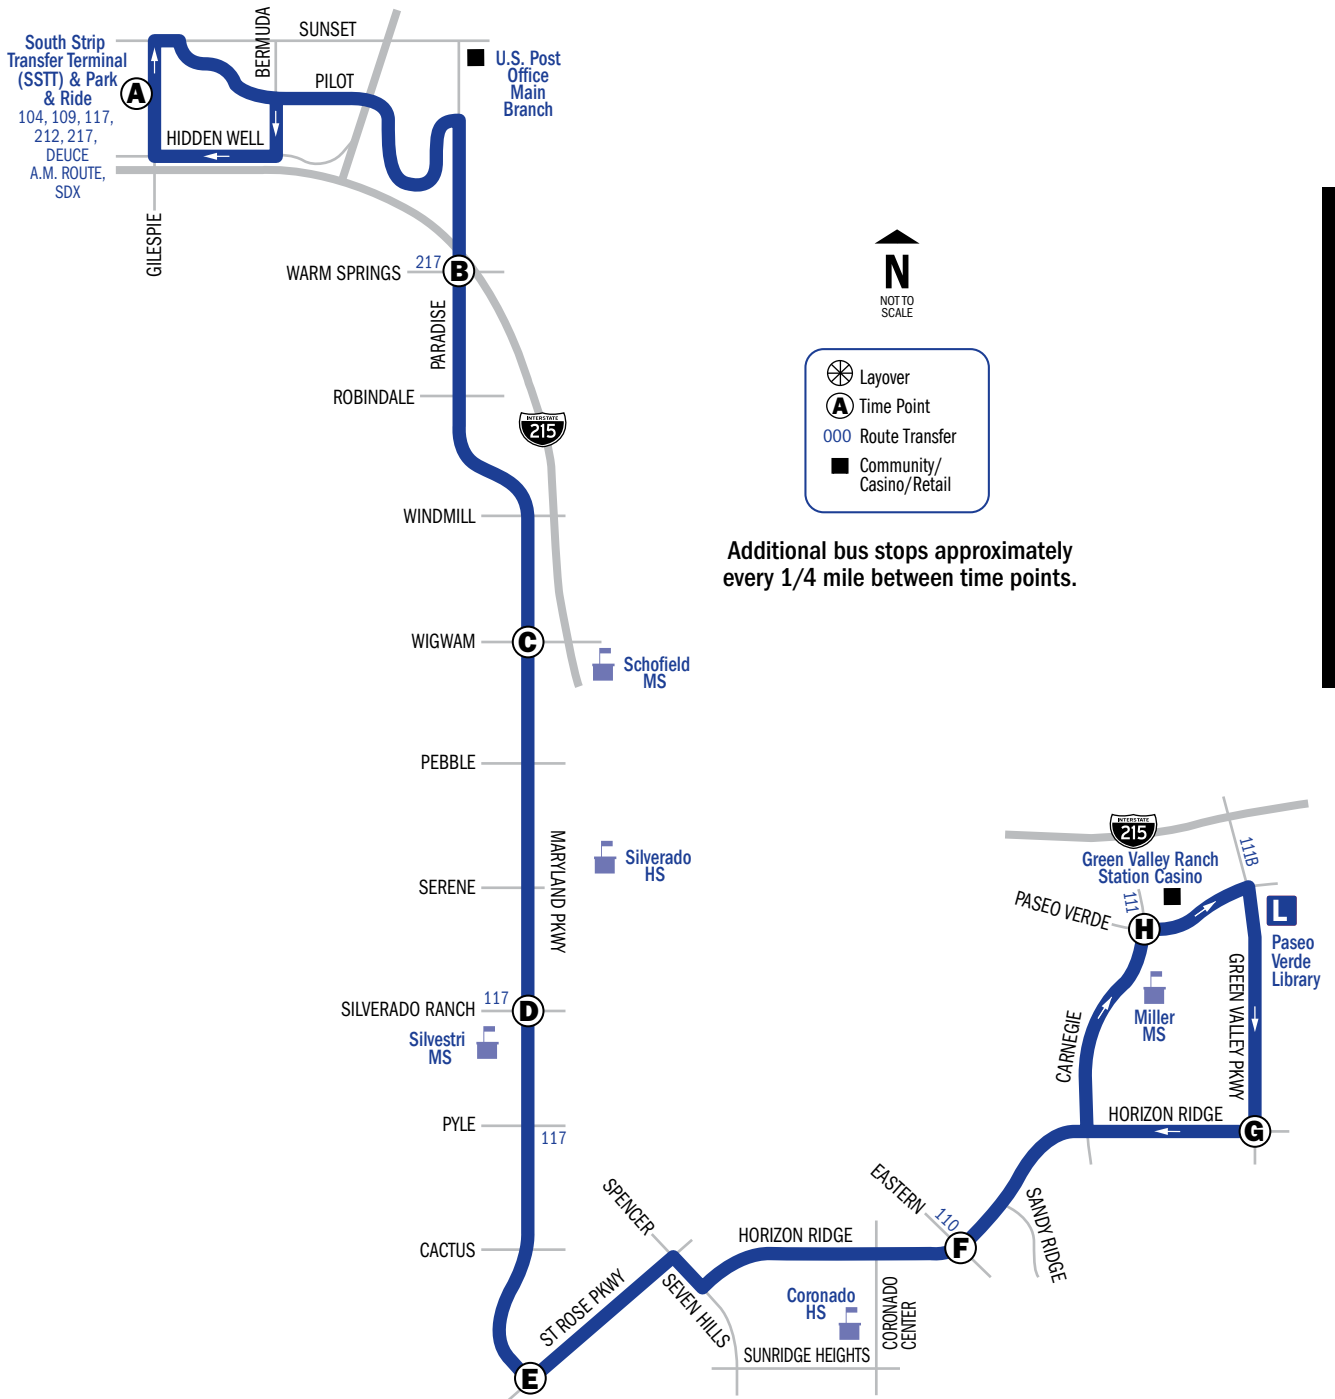 BERMUDA
SUNSET
South Strip
Transfer Terminal
(SSTT) & Park
& Ride
104, 109, 117,
212, 217,
DEUCE
A.M. ROUTE,
SDX
A
PILOT
HIDDEN WELL
U.S. Post
Office
Main
Branch
GILESPIE
WARM SPRINGS
217
B
PARADISE
ROBINDALE
INTERSTATE
215
WINDMILL
WIGWAM
C
Schofield
MS
PEBBLE
MARYLAND PKWY
Silverado
HS
SERENE
SILVERADO RANCH
117
D
Silvestri
MS
PYLE
117
CACTUS
E
ST ROSE PKWY
SPENCER
SEVEN HILLS
HORIZON RIDGE
Coronado
HS
CORONADO
CENTER
SUNRIDGE HEIGHTS
EASTERN
110
F
SANDY RIDGE
N
NOT TO
SCALE
Layover
A Time Point
000 Route Transfer
Community/
Casino/Retail
Additional bus stops approximately
every 1/4 mile between time points.
INTERSTATE
215
111B
Green Valley Ranch
Station Casino
PASEO VERDE
111
H
L
Paseo
Verde
Library
Miller
MS
CARNEGIE
GREEN VALLEY PKWY
HORIZON RIDGE
G